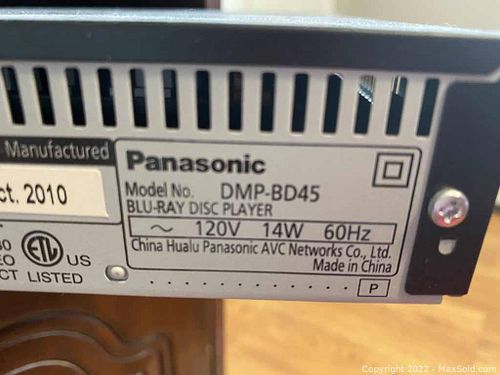 Manufactured
ct. 2010
Panasonic
Model No. DMP-BD45
BLU-RAY DISC PLAYER
~ 120V 14W 60Hz
China Hualu Panasonic AVC Networks Co., Ltd.
Made in China
ETL US
LISTED
P
Copyright 2022 - MaxSold.com